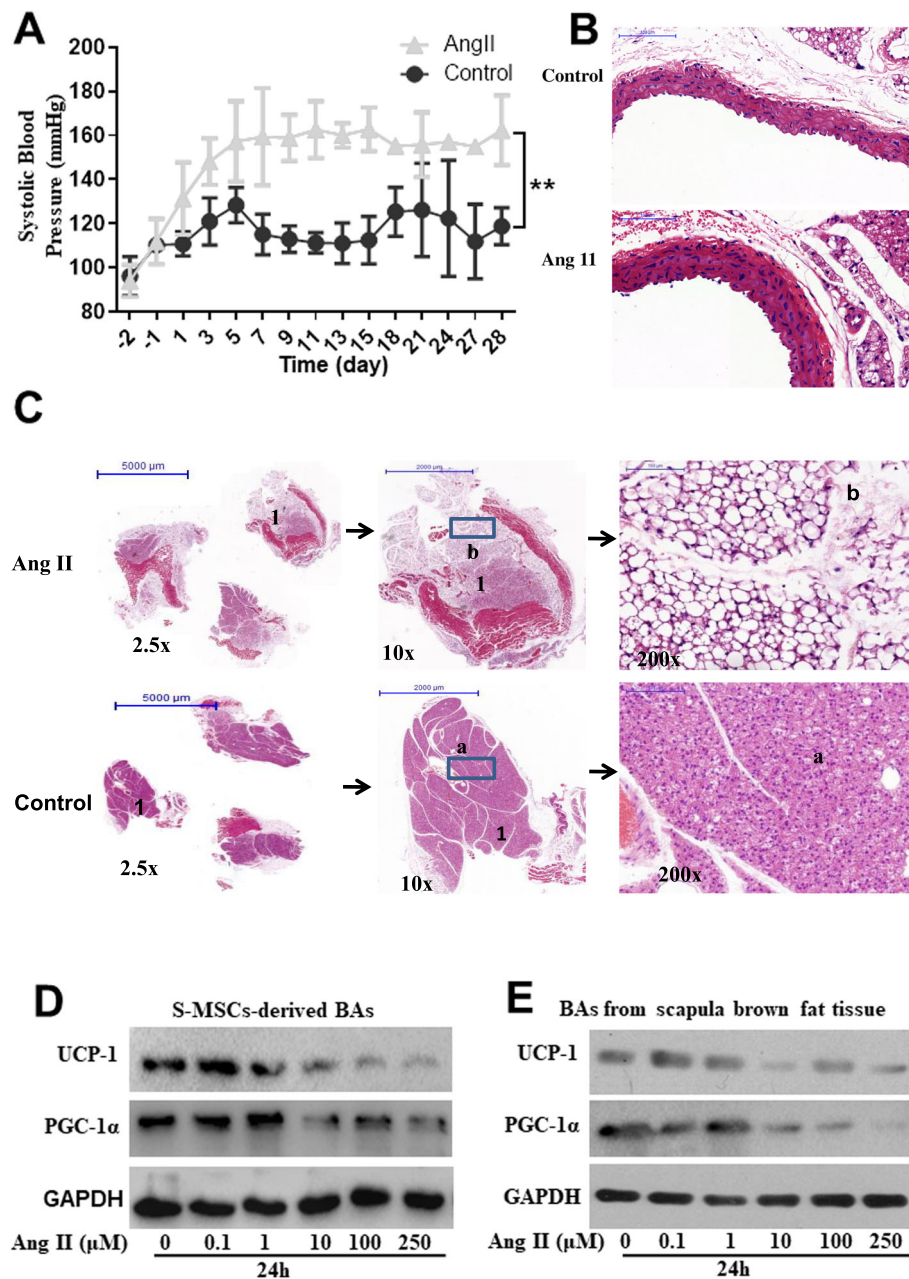 A
AngII
Control
Systolic Blood
Pressure (mmHg)
200
180
160
140
120
100
80
**
-2
-1
1
3
5
7
9
11
13
15
18
21
24
27
28
Time (day)
B
Control
Ang 11
C
Ang II
5000 µm
1
2.5x
2000 µm
b
1
10x
b
200x
Control
5000 µm
1
2.5x
2000 µm
a
1
10x
a
200x
D
S-MSCs-derived BAs
UCP-1
PGC-1α
GAPDH
Ang II (µM) 0 0.1 1 10 100 250
24h
E
BAs from scapula brown fat tissue
UCP-1
PGC-1α
GAPDH
Ang II (µM) 0 0.1 1 10 100 250
24h